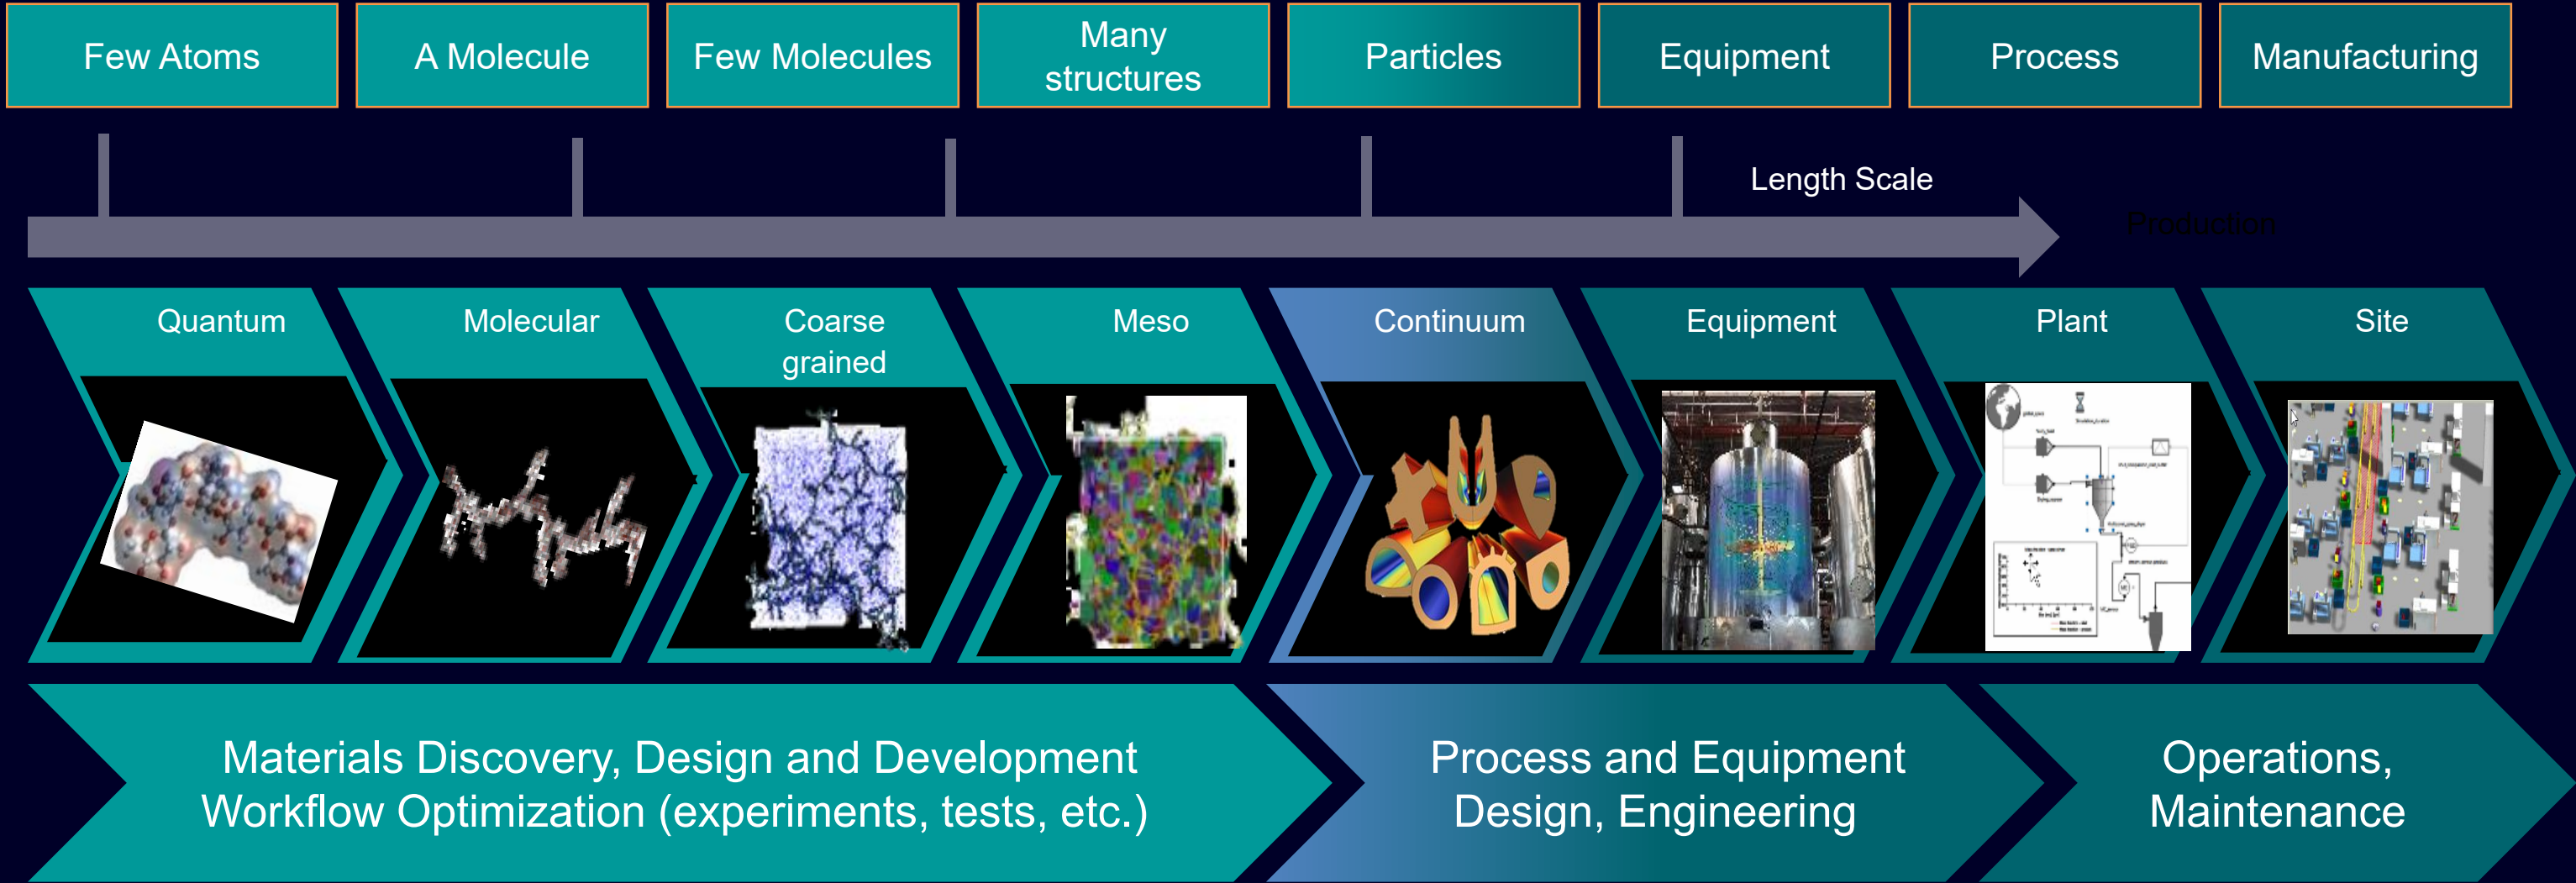 Few Atoms
A Molecule
Few Molecules
Many
structures
Particles
Equipment
Process
Manufacturing
Length Scale
Production
Quantum
Molecular
Coarse
grained
Meso
Continuum
Equipment
Plant
Site
Materials Discovery, Design and Development
Workflow Optimization (experiments, tests, etc.)
Process and Equipment
Design, Engineering
Operations,
Maintenance